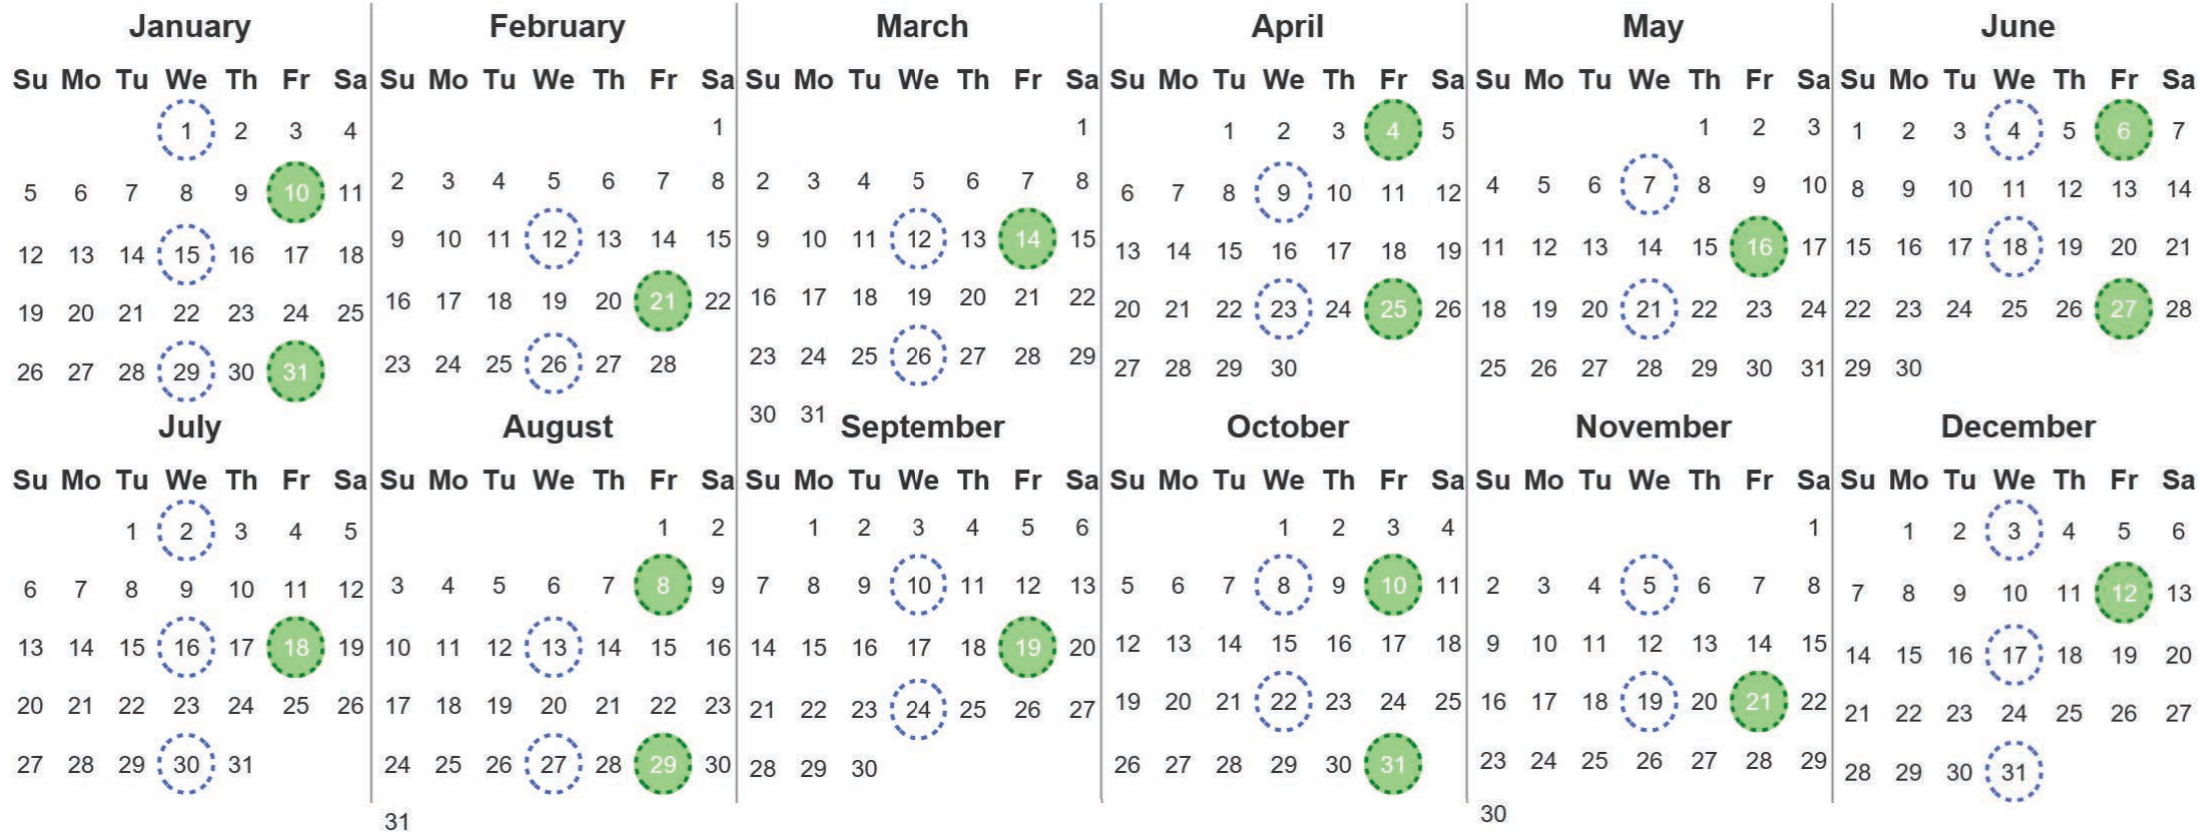 January February March April May June
Su Mo Tu We Th Fr Sa Su Mo Tu We Th Fr Sa Su Mo Tu We Th Fr Sa Su Mo Tu We Th Fr Sa Su Mo Tu We Th Fr Sa Su Mo Tu We Th Fr Sa
1 2 3 4 1 1 1 2 3 4 5 1 2 3 1 2 3 4 5 6 7
5 6 7 8 9 10 11 2 3 4 5 6 7 8 2 3 4 5 6 7 8 6 7 8 9 10 11 12 4 5 6 7 8 9 10 8 9 10 11 12 13 14
12 13 14 15 16 17 18 9 10 11 12 13 14 15 9 10 11 12 13 14 15 13 14 15 16 17 18 19 11 12 13 14 15 16 17 15 16 17 18 19 20 21
19 20 21 22 23 24 25 16 17 18 19 20 21 22 16 17 18 19 20 21 22 20 21 22 23 24 25 26 18 19 20 21 22 23 24 22 23 24 25 26 27 28
26 27 28 29 30 31 23 24 25 26 27 28 23 24 25 26 27 28 29 27 28 29 30 25 26 27 28 29 30 31 29 30
30 31
July August September October November December
Su Mo Tu We Th Fr Sa Su Mo Tu We Th Fr Sa Su Mo Tu We Th Fr Sa Su Mo Tu We Th Fr Sa Su Mo Tu We Th Fr Sa Su Mo Tu We Th Fr Sa
1 2 3 4 5 1 2 1 2 3 4 5 6 1 2 3 4 1 1 2 3 4 5 6
6 7 8 9 10 11 12 3 4 5 6 7 8 9 7 8 9 10 11 12 13 5 6 7 8 9 10 11 2 3 4 5 6 7 8 7 8 9 10 11 12 13
13 14 15 16 17 18 19 10 11 12 13 14 15 16 14 15 16 17 18 19 20 12 13 14 15 16 17 18 9 10 11 12 13 14 15 14 15 16 17 18 19 20
20 21 22 23 24 25 26 17 18 19 20 21 22 23 21 22 23 24 25 26 27 19 20 21 22 23 24 25 16 17 18 19 20 21 22 21 22 23 24 25 26 27
27 28 29 30 31 24 25 26 27 28 29 30 28 29 30 26 27 28 29 30 31 23 24 25 26 27 28 29 28 29 30 31
31 30